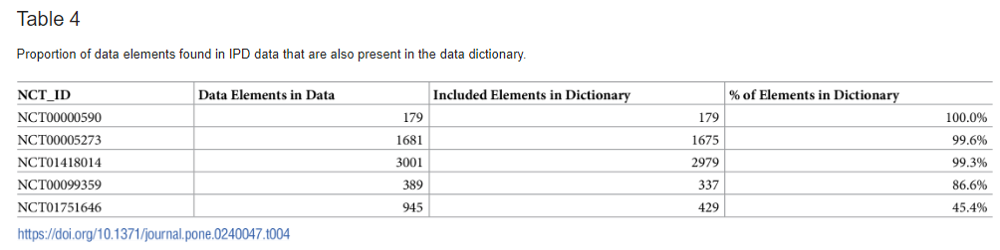 Table 4
Proportion of data elements found in IPD data that are also present in the data dictionary.
NCT_ID Data Elements in Data Included Elements in Dictionary % of Elements in Dictionary
NCT00000590 179 179 100.0%
NCT00005273 1681 1675 99.6%
NCT01418014 3001 2979 99.3%
NCT00099359 389 337 86.6%
NCT01751646 945 429 45.4%
https://doi.org/10.1371/journal.pone.0240047.t004